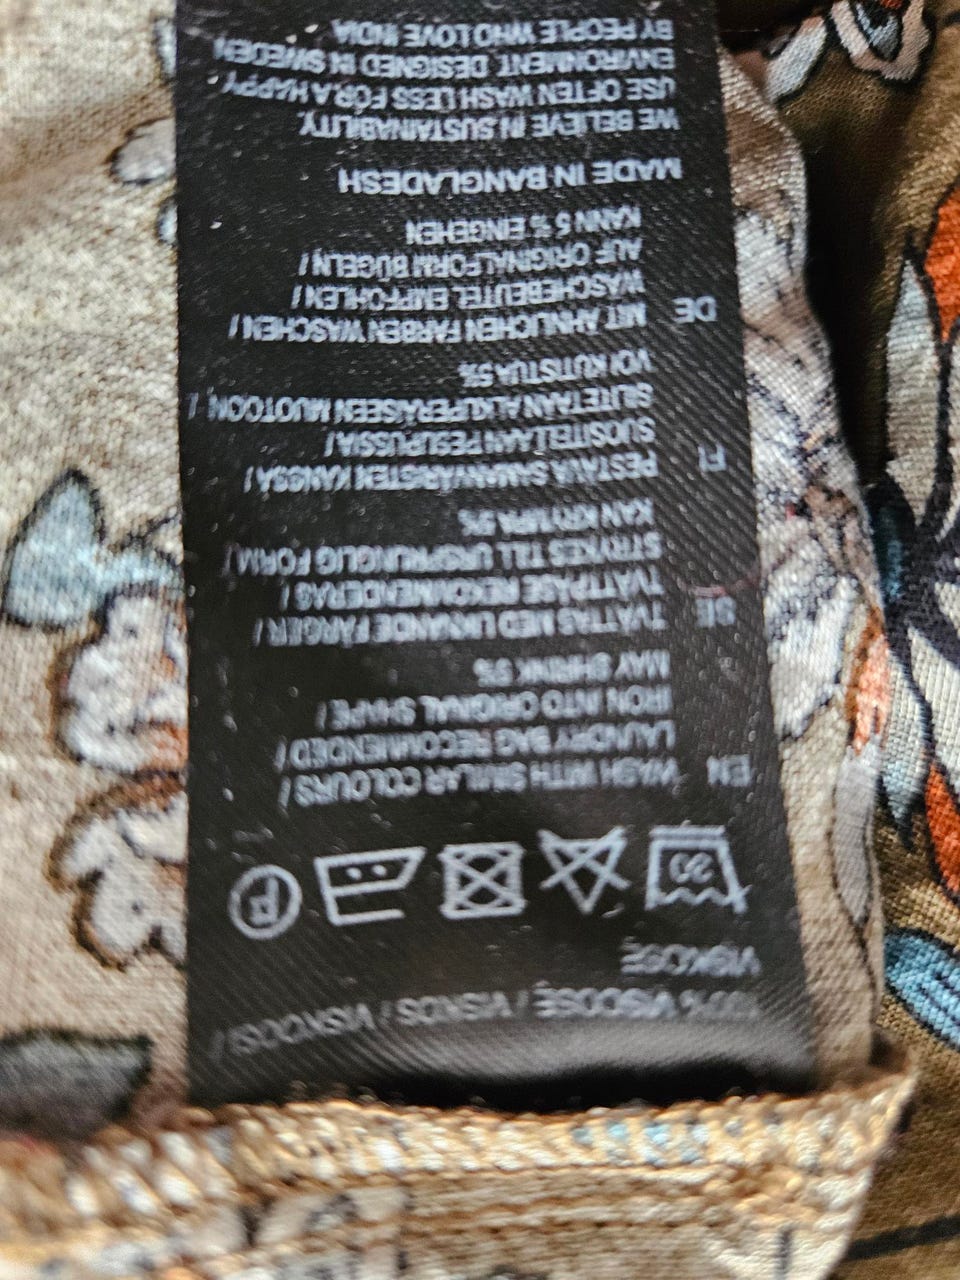 100% VISCOSE / VISKOS / VISKOOSI /
VISKOSE
30
P
EN
WASH WITH SIMILAR COLOURS /
LAUNDRY BAG RECOMMENDED /
IRON INTO ORIGINAL SHAPE /
MAY SHRINK 5%
SE
TVÄTTAS MED LIKNANDE FÄRGER /
TVÄTTPÅSE REKOMMENDERAS /
STRYKES TILL URSPRUNGLIG FORM /
KAN KRYMPA 5%
FI
PESTÄVÄ SAMANVÄRISTEN KANSSA /
SUOSITELLAAN PESUPUSSIA /
SILITETÄÄN ALKUPERÄISEEN MUOTOON /
VOI KUTISTUA 5%
DE
MIT ÄHNLICHEN FARBEN WASCHEN /
WÄSCHEBEUTEL EMPFOHLEN /
AUF ORIGINALFORM BÜGELN /
KANN 5 % EINGEHEN
MADE IN BANGLADESH
WE BELIEVE IN SUSTAINABILITY.
USE OFTEN WASH LESS FOR A HAPPY
ENVIRONMENT. DESIGNED IN SWEDEN
BY PEOPLE WHO LOVE INDIA